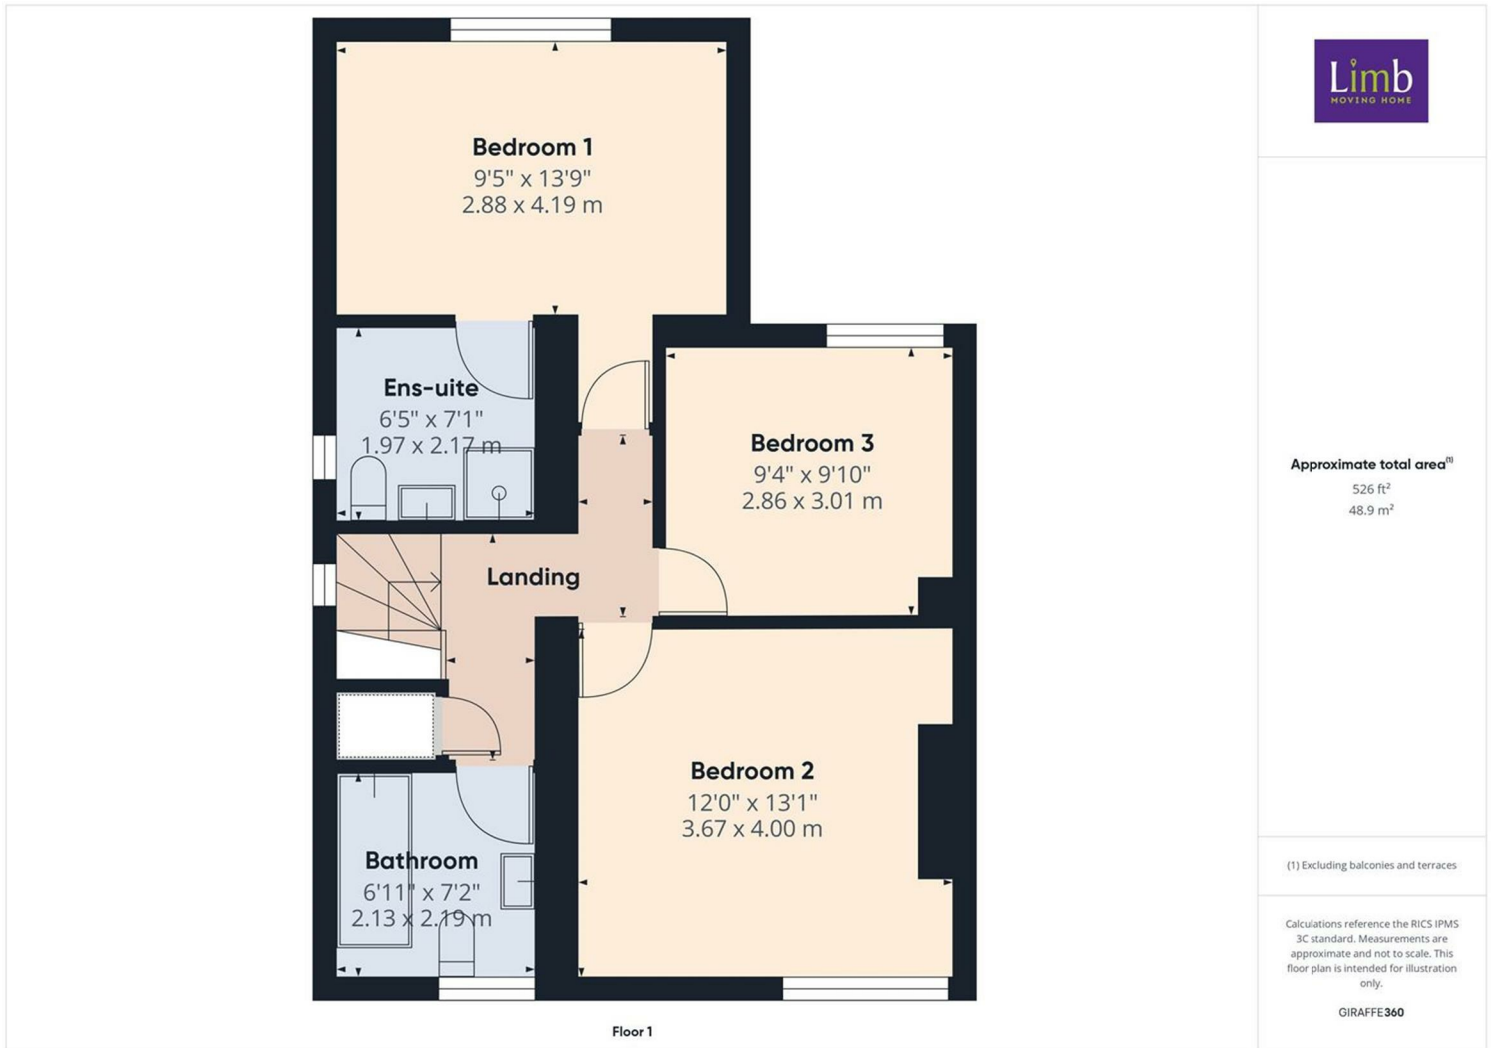 Bedroom 1
9'5" x 13'9"
2.88 x 4.19 m
Ens-uite
6'5" x 7'1"
1.97 x 2.17 m
Bedroom 3
9'4" x 9'10"
2.86 x 3.01 m
Landing
Bedroom 2
12'0" x 13'1"
3.67 x 4.00 m
Bathroom
6'11" x 7'2"
2.13 x 2.19 m
Floor 1
Limb
MOVING HOME
Approximate total area(1)
526 ft²
48.9 m²
(1) Excluding balconies and terraces
Calculations reference the RICS IPMS
3C standard. Measurements are
approximate and not to scale. This
floor plan is intended for illustration
only.
GIRAFFE360